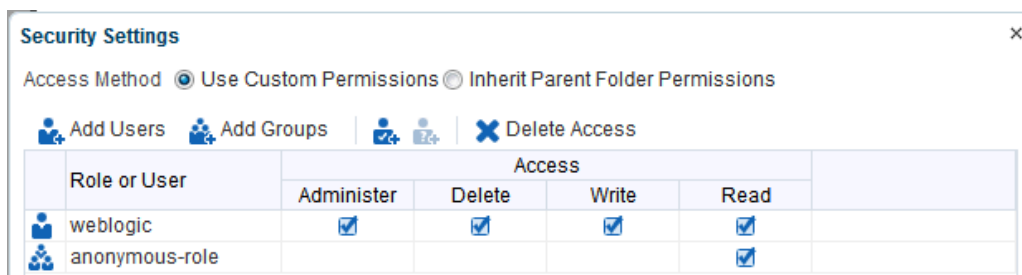 Security Settings
Access Method Use Custom Permissions Inherit Parent Folder Permissions
Add Users Add Groups Delete Access
Role or User Access
Administer Delete Write Read
weblogic
anonymous-role